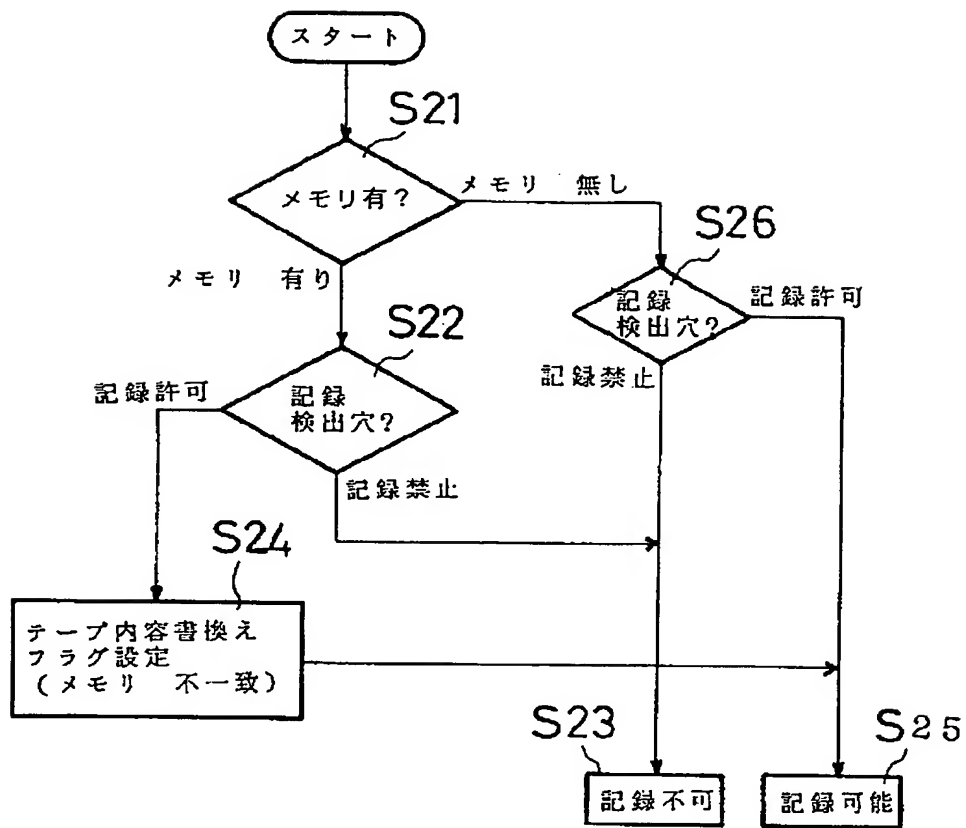 スタート
S21
メモリ有?
メモリ 無し
S26
メモリ 有り
記録
検出穴?
記録許可
S22
記録禁止
記録許可
記録
検出穴?
記録禁止
S24
テープ内容書換え
フラグ設定
(メモリ 不一致)
S23
S25
記録不可
記録可能